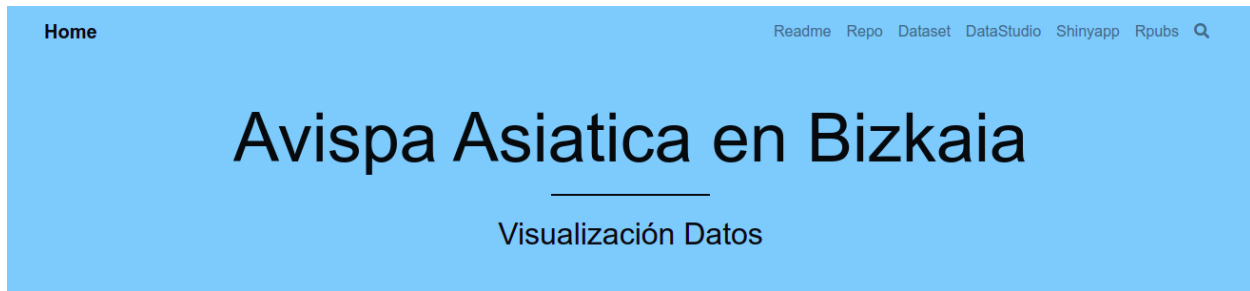 Home Readme Repo Dataset DataStudio Shinyapp Rpubs
Avispa Asiatica en Bizkaia
Visualización Datos